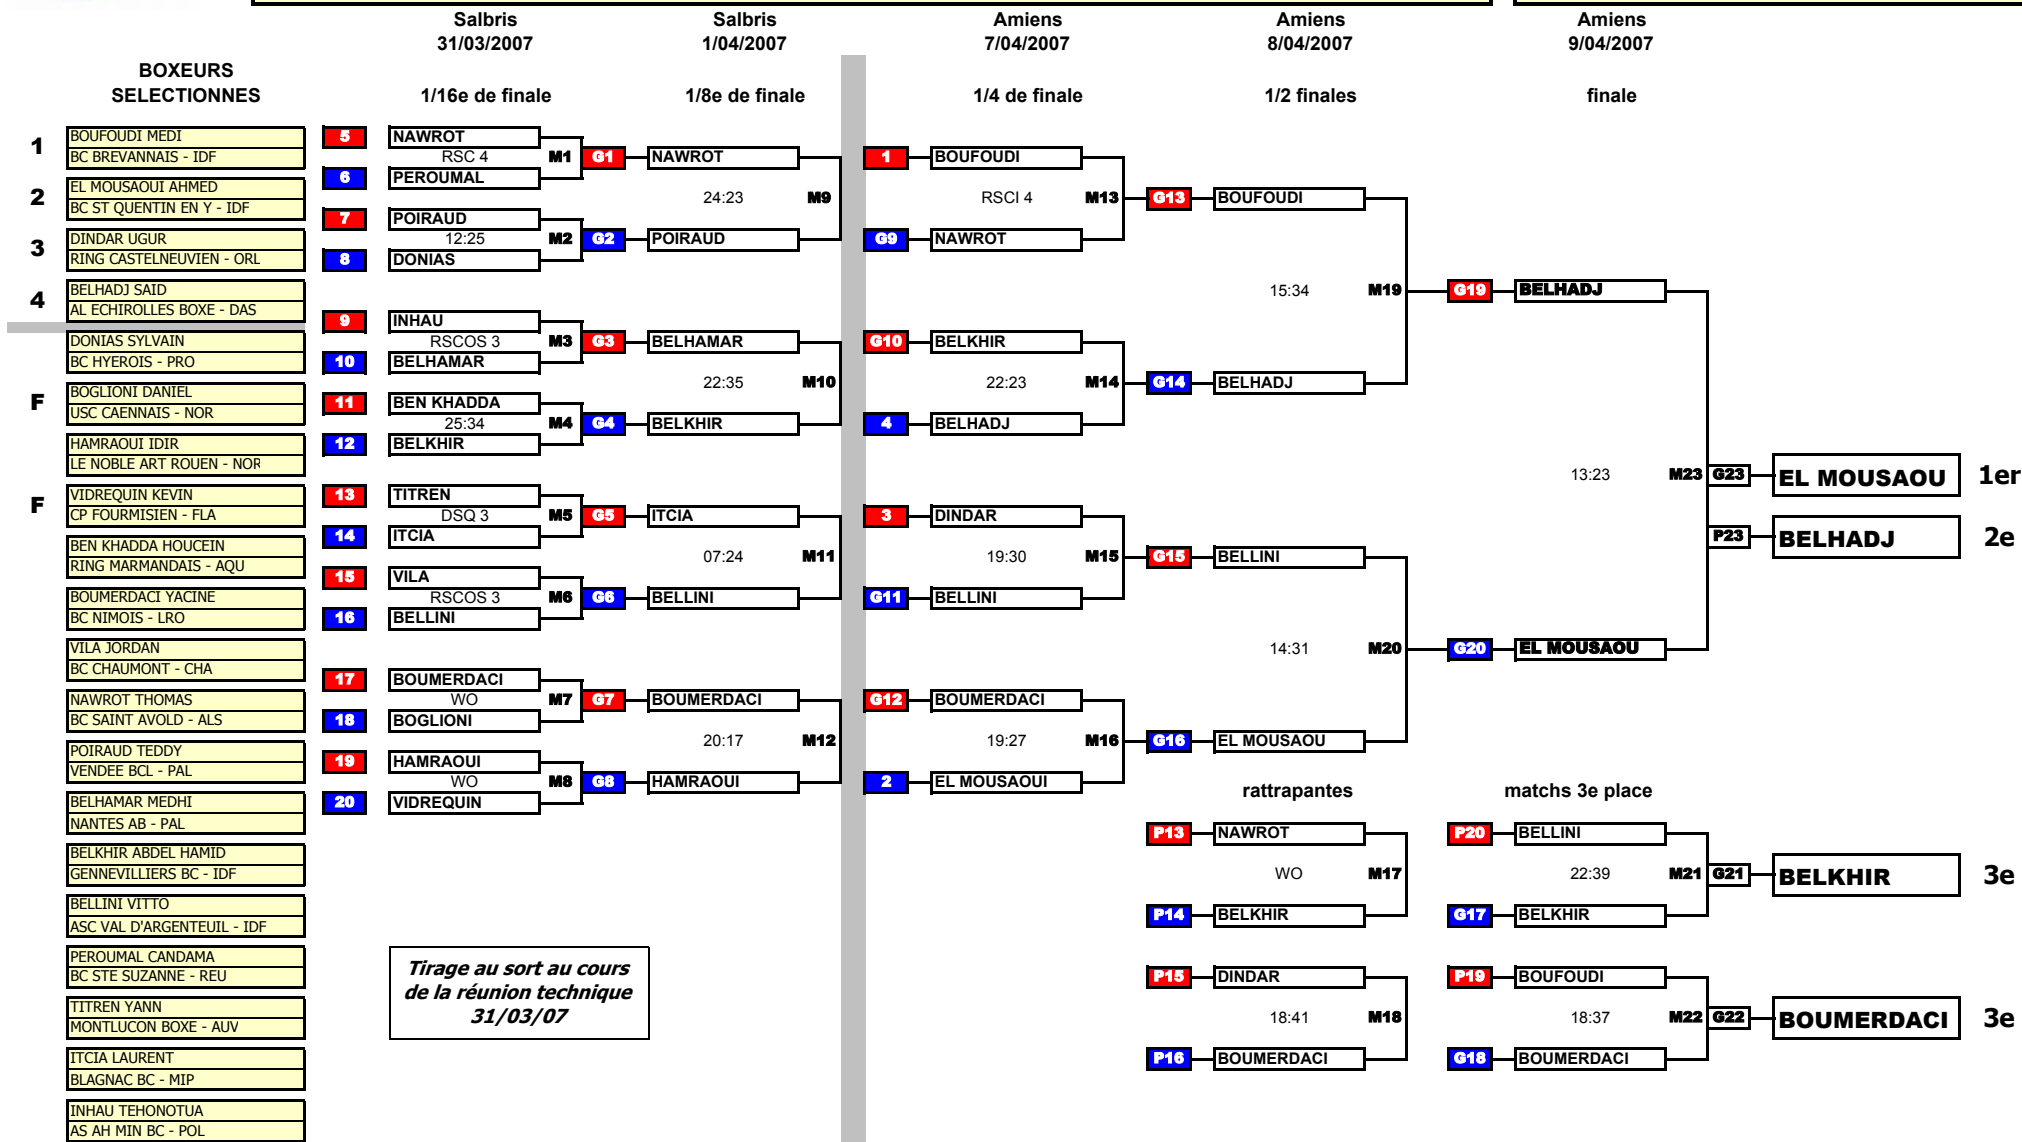 Salbris
31/03/2007
Salbris
1/04/2007
Amiens
7/04/2007
Amiens
8/04/2007
Amiens
9/04/2007
BOXEURS
SELECTIONNES
1/16e de finale
1/8e de finale
1/4 de finale
1/2 finales
finale
1
BOUFOUDI MEDI
BC BREVANNAIS - IDF
2
EL MOUSAOUI AHMED
BC ST QUENTIN EN Y - IDF
3
DINDAR UGUR
RING CASTELNEUVIEN - ORL
4
BELHADJ SAID
AL ECHIROLLES BOXE - DAS
DONIAS SYLVAIN
BC HYEROIS - PRO
F
BOGLIONI DANIEL
USC CAENNAIS - NOR
HAMRAOUI IDIR
LE NOBLE ART ROUEN - NOR
F
VIDREQUIN KEVIN
CP FOURMISIEN - FLA
BEN KHADDA HOUCEIN
RING MARMANDAIS - AQU
BOUMERDACI YACINE
BC NIMOIS - LRO
VILA JORDAN
BC CHAUMONT - CHA
NAWROT THOMAS
BC SAINT AVOLD - ALS
POIRAUD TEDDY
VENDEE BCL - PAL
BELHAMAR MEDHI
NANTES AB - PAL
BELKHIR ABDEL HAMID
GENNEVILLIERS BC - IDF
BELLINI VITTO
ASC VAL D'ARGENTEUIL - IDF
PEROUMAL CANDAMA
BC STE SUZANNE - REU
TITREN YANN
MONTLUCON BOXE - AUV
ITCIA LAURENT
BLAGNAC BC - MIP
INHAU TEHONOTUA
AS AH MIN BC - POL
5 NAWROT
RSC 4 M1
6 PEROUMAL
7 POIRAUD
12:25 M2
8 DONIAS
9 INHAU
RSCOS 3 M3
10 BELHAMAR
11 BEN KHADDA
25:34 M4
12 BELKHIR
13 TITREN
DSQ 3 M5
14 ITCIA
15 VILA
RSCOS 3 M6
16 BELLINI
17 BOUMERDACI
WO M7
18 BOGLIONI
19 HAMRAOUI
WO M8
20 VIDREQUIN
Tirage au sort au cours
de la réunion technique
31/03/07
G1 NAWROT
24:23 M9
G2 POIRAUD
G3 BELHAMAR
22:35 M10
G4 BELKHIR
G5 ITCIA
07:24 M11
G6 BELLINI
G7 BOUMERDACI
20:17 M12
G8 HAMRAOUI
1 BOUFOUDI
RSCI 4 M13
G9 NAWROT
G10 BELKHIR
22:23 M14
4 BELHADJ
3 DINDAR
19:30 M15
G11 BELLINI
G12 BOUMERDACI
19:27 M16
2 EL MOUSAOUI
G13 BOUFOUDI
15:34 M19
G14 BELHADJ
G15 BELLINI
14:31 M20
G16 EL MOUSAOU
rattrapantes
P13 NAWROT
WO M17
P14 BELKHIR
P15 DINDAR
18:41 M18
P16 BOUMERDACI
G19 BELHADJ
13:23 M23
G20 EL MOUSAOU
matchs 3e place
P20 BELLINI
22:39 M21
G17 BELKHIR
P19 BOUFOUDI
18:37 M22
G18 BOUMERDACI
G23 EL MOUSAOU 1er
P23 BELHADJ 2e
G21 BELKHIR 3e
G22 BOUMERDACI 3e